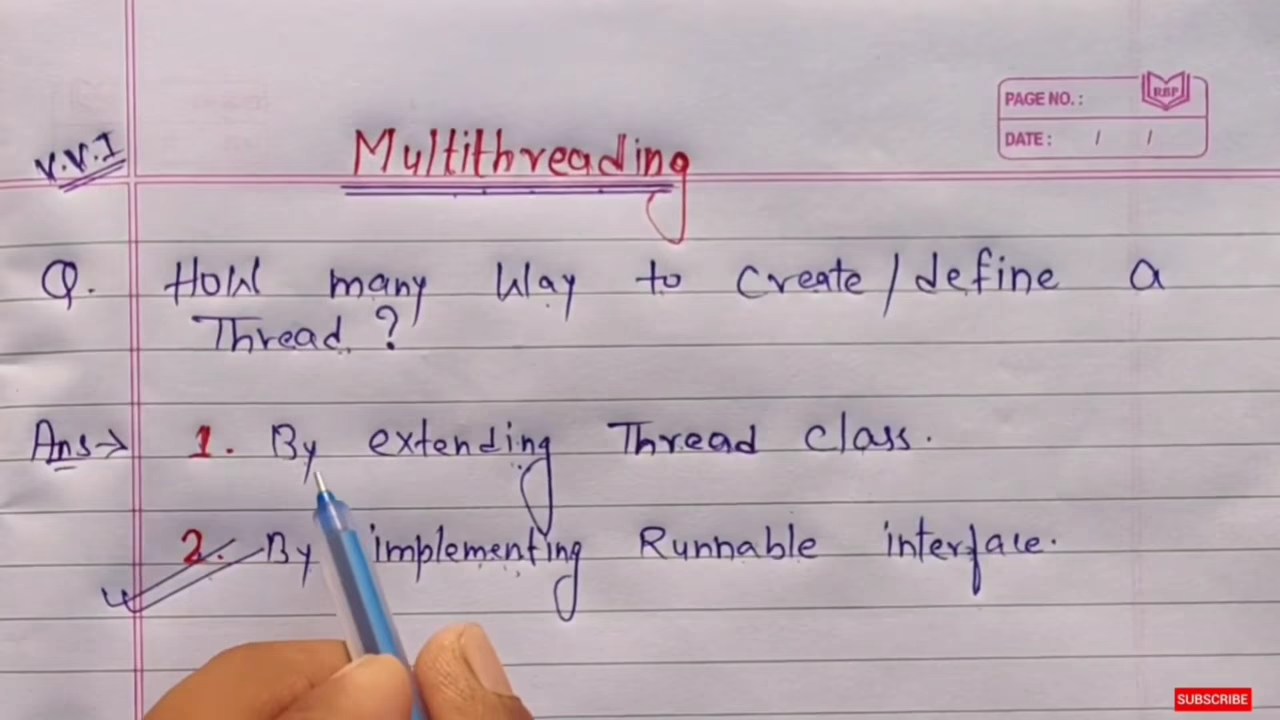 PAGE NO. :
RBP
DATE : / /
V.V.I
Multithreading
Q. How many Way to Create/define a
Thread. ?
Ans→ 1. By extending Thread class.
2. By implementing Runnable interface.
SUBSCRIBE